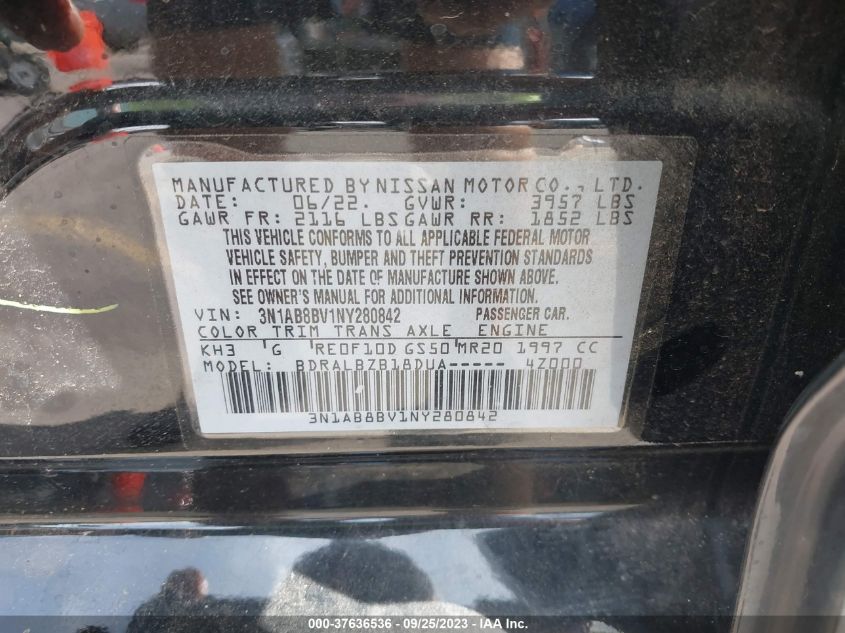 MANUFACTURED BY NISSAN MOTOR CO., LTD.
DATE: 06/22. GVWR: 3957 LBS
GAWR FR: 2116 LBS GAWR RR: 1852 LBS
THIS VEHICLE CONFORMS TO ALL APPLICABLE FEDERAL MOTOR
VEHICLE SAFETY, BUMPER AND THEFT PREVENTION STANDARDS
IN EFFECT ON THE DATE OF MANUFACTURE SHOWN ABOVE.
SEE OWNER'S MANUAL FOR ADDITIONAL INFORMATION.
VIN: 3N1AB8BV1NY280842 PASSENGER CAR.
COLOR TRIM TRANS AXLE ENGINE
KH3 G RE0F10D GS50 MR20 1997 CC
MODEL: BDRALBZB18DUA----- 4Z000
3N1AB8BV1NY280842
000-37636536 - 09/25/2023 - IAA Inc.